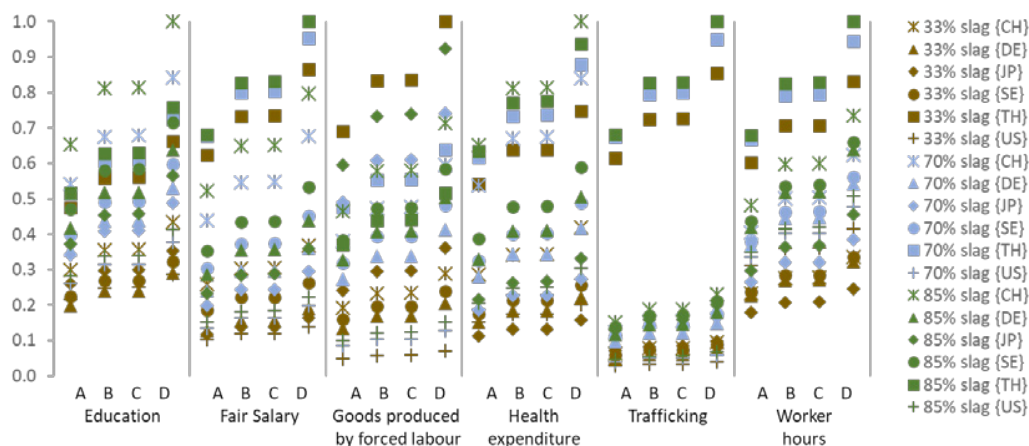 1.0
0.9
0.8
0.7
0.6
0.5
0.4
0.3
0.2
0.1
0.0
A B C D A B C D A B C D A B C D A B C D A B C D
Education Fair Salary Goods produced Health Trafficking Worker
by forced labour expenditure hours
33% slag {CH}
33% slag {DE}
33% slag {JP}
33% slag {SE}
33% slag {TH}
33% slag {US}
70% slag {CH}
70% slag {DE}
70% slag {JP}
70% slag {SE}
70% slag {TH}
70% slag {US}
85% slag {CH}
85% slag {DE}
85% slag {JP}
85% slag {SE}
85% slag {TH}
85% slag {US}